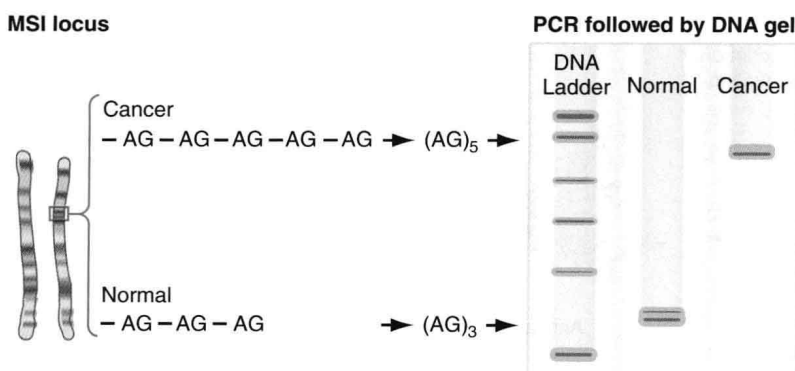 MSI locus
PCR followed by DNA gel
DNA
Ladder
Normal
Cancer
Cancer
– AG – AG – AG – AG – AG
(AG)5
Normal
– AG – AG – AG
(AG)3